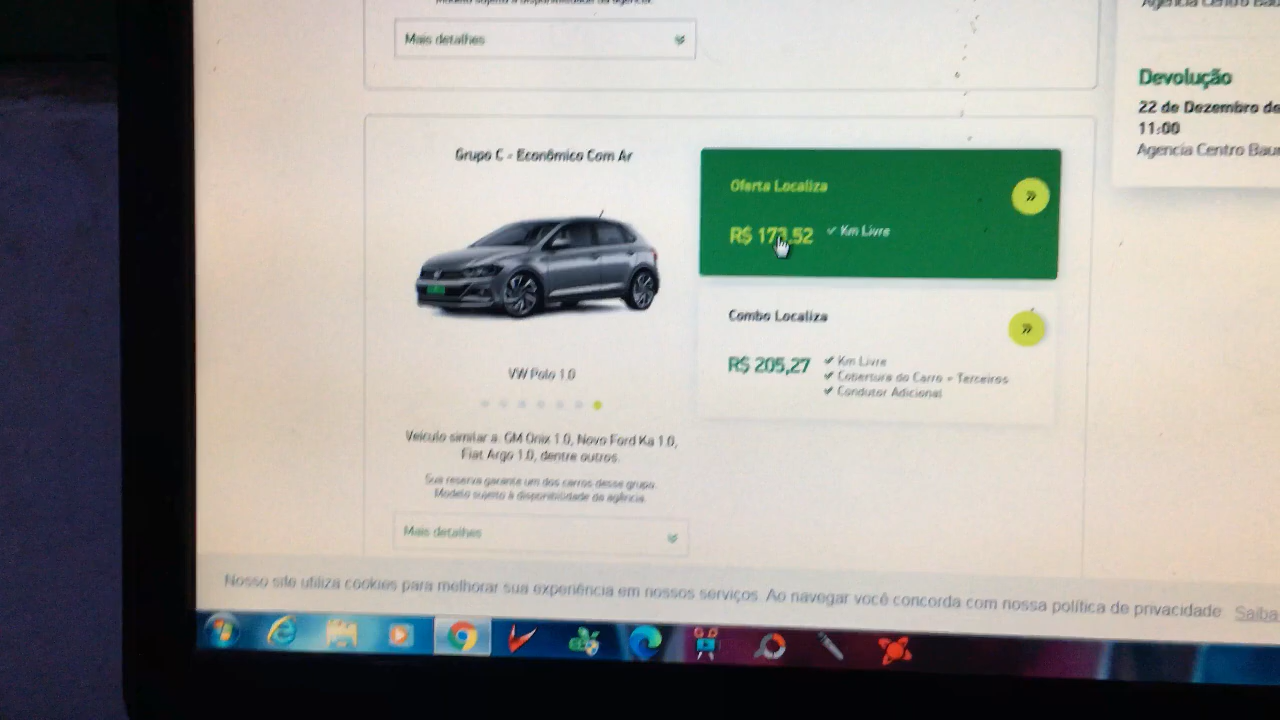 Mais detalhes
Devolução
22 de Dezembro de
11:00
Agencia Centro Bau
Grupo C - Econômico Com Ar
Oferta Localiza
R$ 173,52
Km Livre
Combo Localiza
R$ 205,27
Km Livre
Cobertura do Carro + Terceiros
Condutor Adicional
VW Polo 1.0
Veículo similar a: GM Onix 1.0, Novo Ford Ka 1.0,
Fiat Argo 1.0, dentre outros.
Sua reserva garante um dos carros desse grupo.
Modelo sujeito à disponibilidade da agência.
Mais detalhes
Nosso site utiliza cookies para melhorar sua experiência em nossos serviços. Ao navegar você concorda com nossa política de privacidade. Saiba